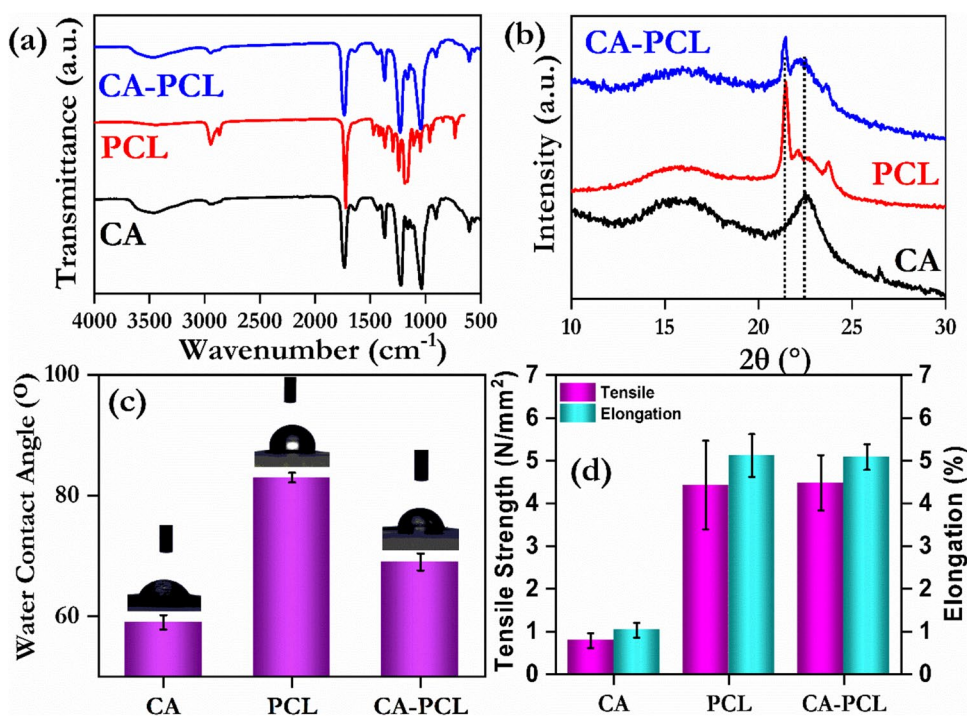 (a)
CA-PCL
PCL
CA
Transmittance (a.u.)
4000 3500 3000 2500 2000 1500 1000 500
Wavenumber (cm-1)
(b)
CA-PCL
PCL
CA
Intensity (a.u.)
10 15 20 25 30
2θ (°)
(c)
Water Contact Angle (O)
100
80
60
CA PCL CA-PCL
Tensile
Elongation
(d)
Tensile Strength (N/mm2)
7
6
5
4
3
2
1
0
CA PCL CA-PCL
7
6
5
4
3
2
1
0
Elongation (%)